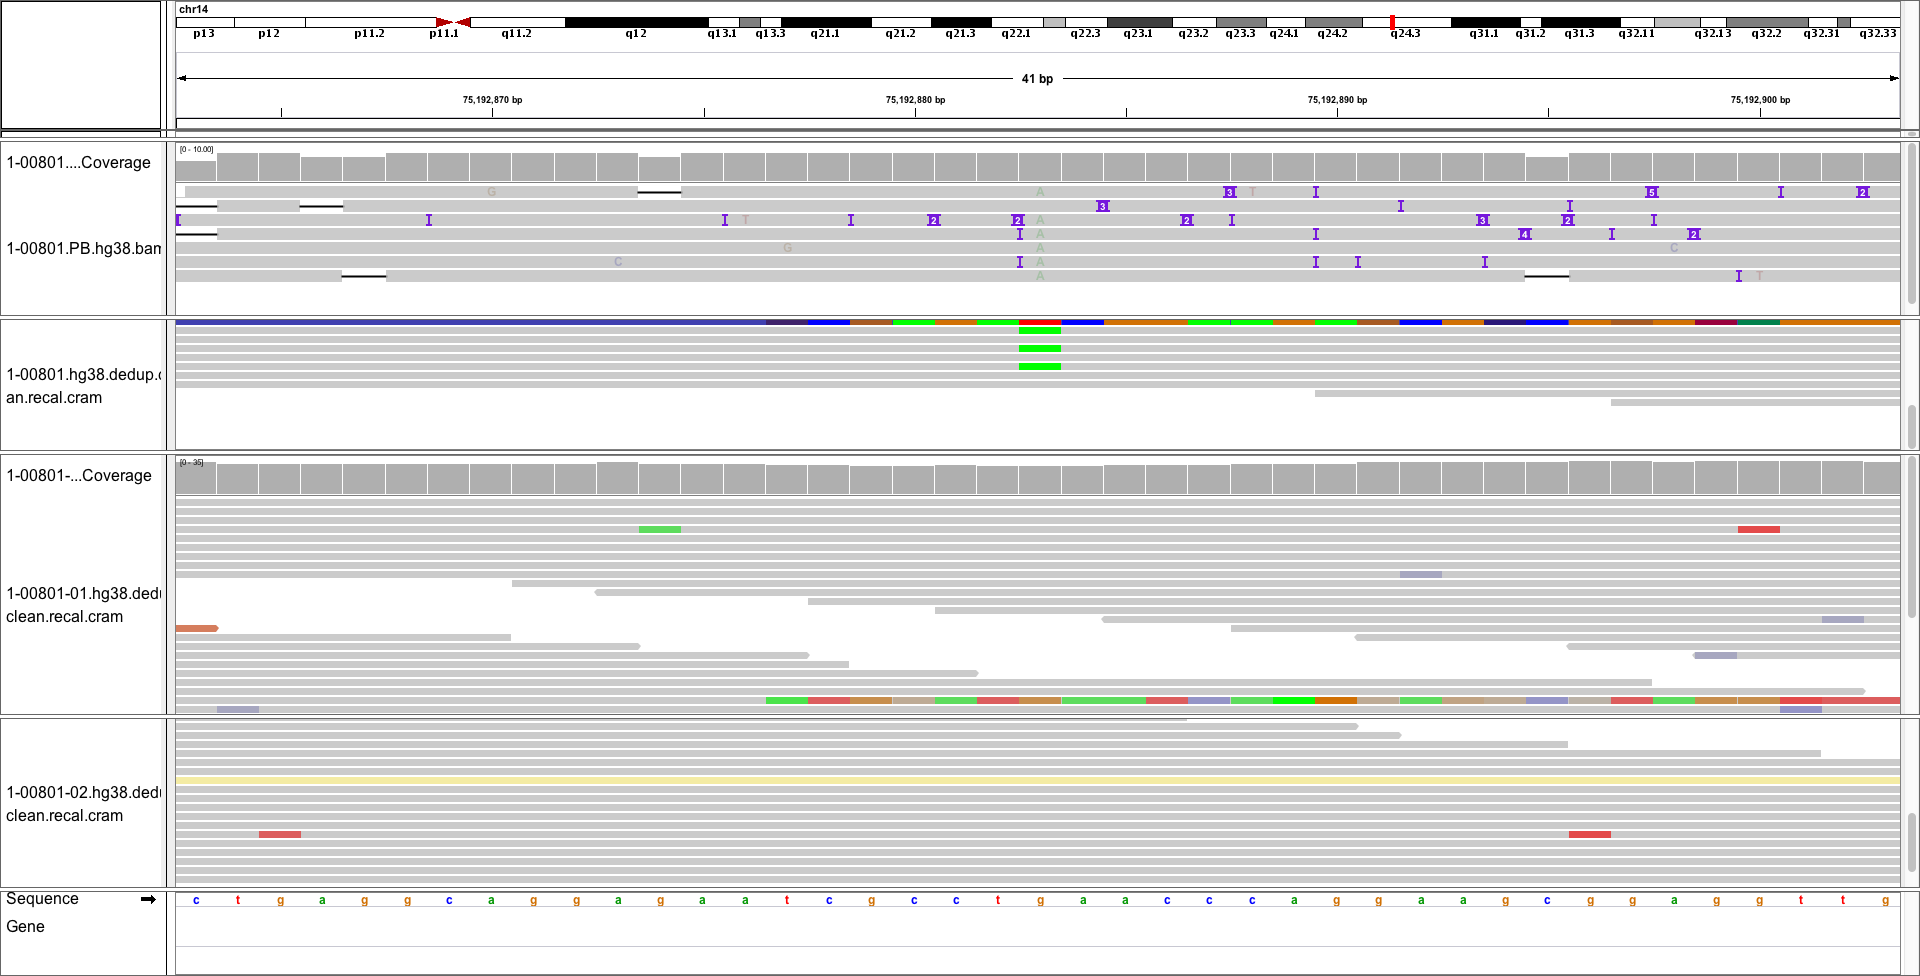 chr14
p13 p12 p11.2 p11.1 q11.2 q12 q13.1 q13.3 q21.1 q21.2 q21.3 q22.1 q22.3 q23.1 q23.2 q23.3 q24.1 q24.2 q24.3 q31.1 q31.2 q31.3 q32.11 q32.13 q32.2 q32.31 q32.33
41 bp
75,192,870 bp 75,192,880 bp 75,192,890 bp 75,192,900 bp
[0 - 10.00]
1-00801....Coverage
G A 3 T I I 5 I 2
3 I I
I I I T I 2 2 A 2 I 3 2 I
I A I 4 I 2
1-00801.PB.hg38.bam
G A C
C I A I I I
A I T
1-00801.hg38.dedup.c
an.recal.cram
[0 - 35]
1-00801-...Coverage
1-00801-01.hg38.dedu
clean.recal.cram
1-00801-02.hg38.dedu
clean.recal.cram
Sequence c t g a g g c a g g a g a a t c g c c t g a a c c c a g g a a g c g g a g g t t g
Gene